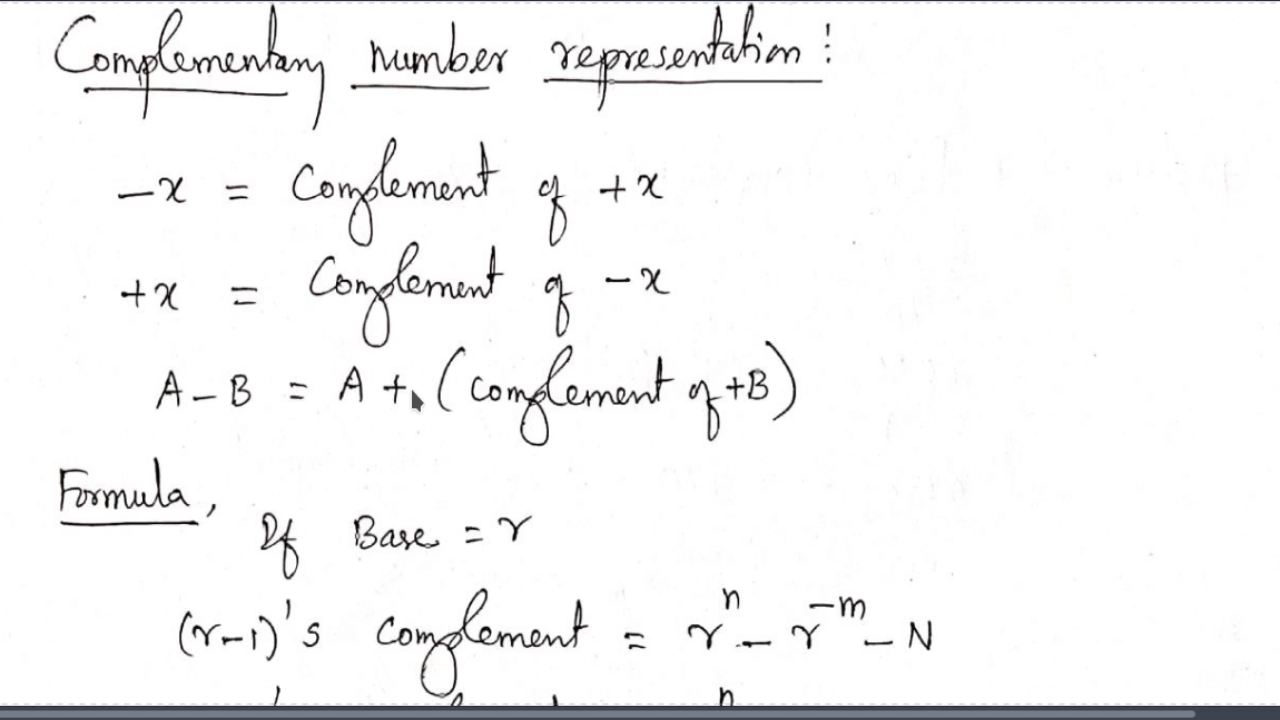 Complementary number representation:
-x = Complement of +x
+x = Complement of -x
A-B = A + (complement of +B)
Formula,
If Base = r
(r-1)'s complement = r^n - r^-m - N